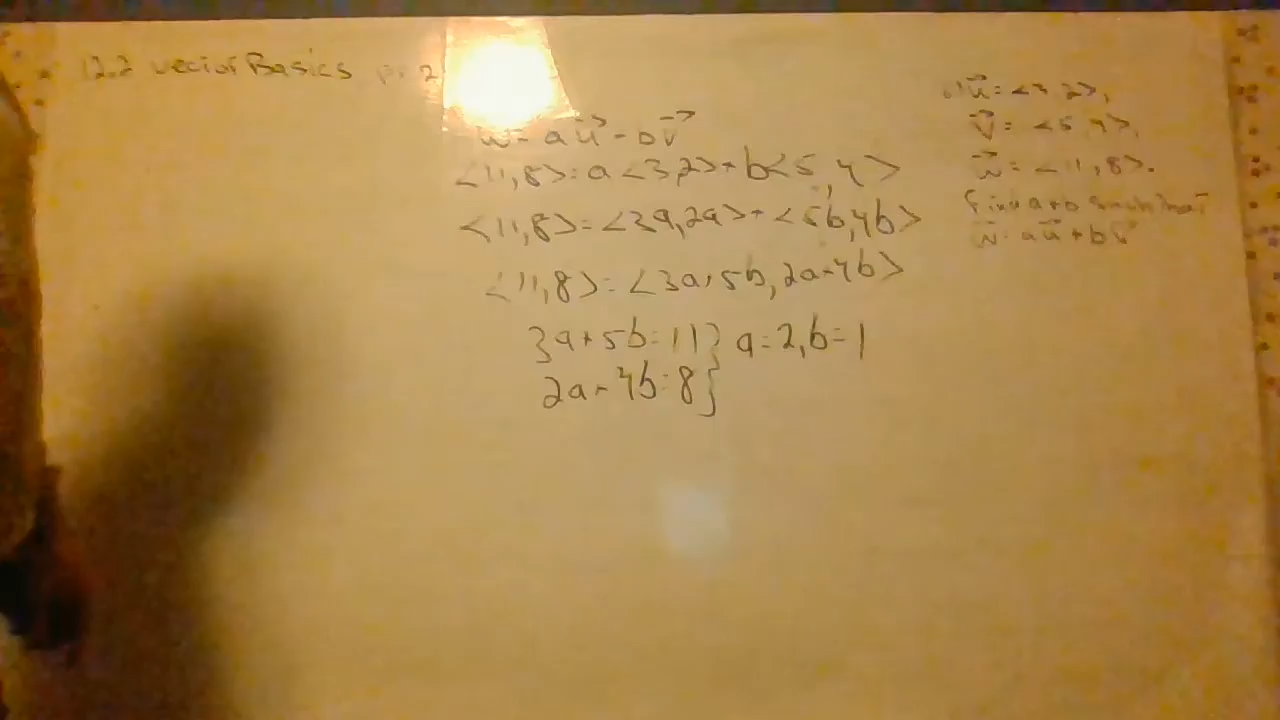 12.2 Vector Basics pt 2
w⃗ = au⃗ + bv⃗
<11,8> = a<3,2> + b<5,4>
<11,8> = <3a,2a> + <5b,4b>
<11,8> = <3a+5b,2a+4b>
3a+5b=11} a=2,b=1
2a+4b=8}
u⃗ = <3,2>,
v⃗ = <5,4>,
w⃗ = <11,8>.
find a+b such that
w⃗ = au⃗ + bv⃗